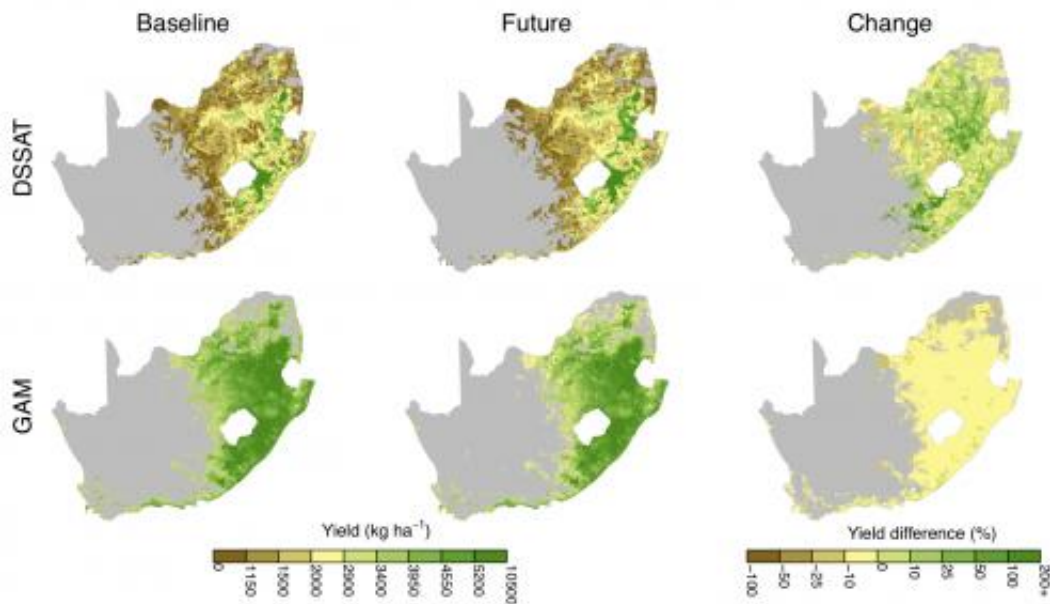 Baseline Future Change
DSSAT
GAM
Yield (kg ha⁻¹) Yield difference (%)
0 1150 1500 2000 2900 3400 3950 4550 5200 10500 −100 −50 −25 −10 0 10 25 50 100 200+